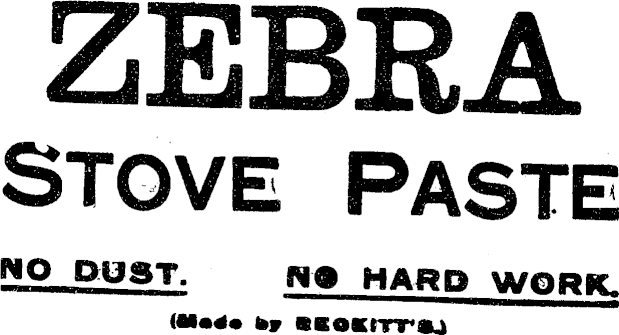 ZEBRA
STOVE PASTE
NO DUST. NO HARD WORK.
(Made by RECKITT'S.)